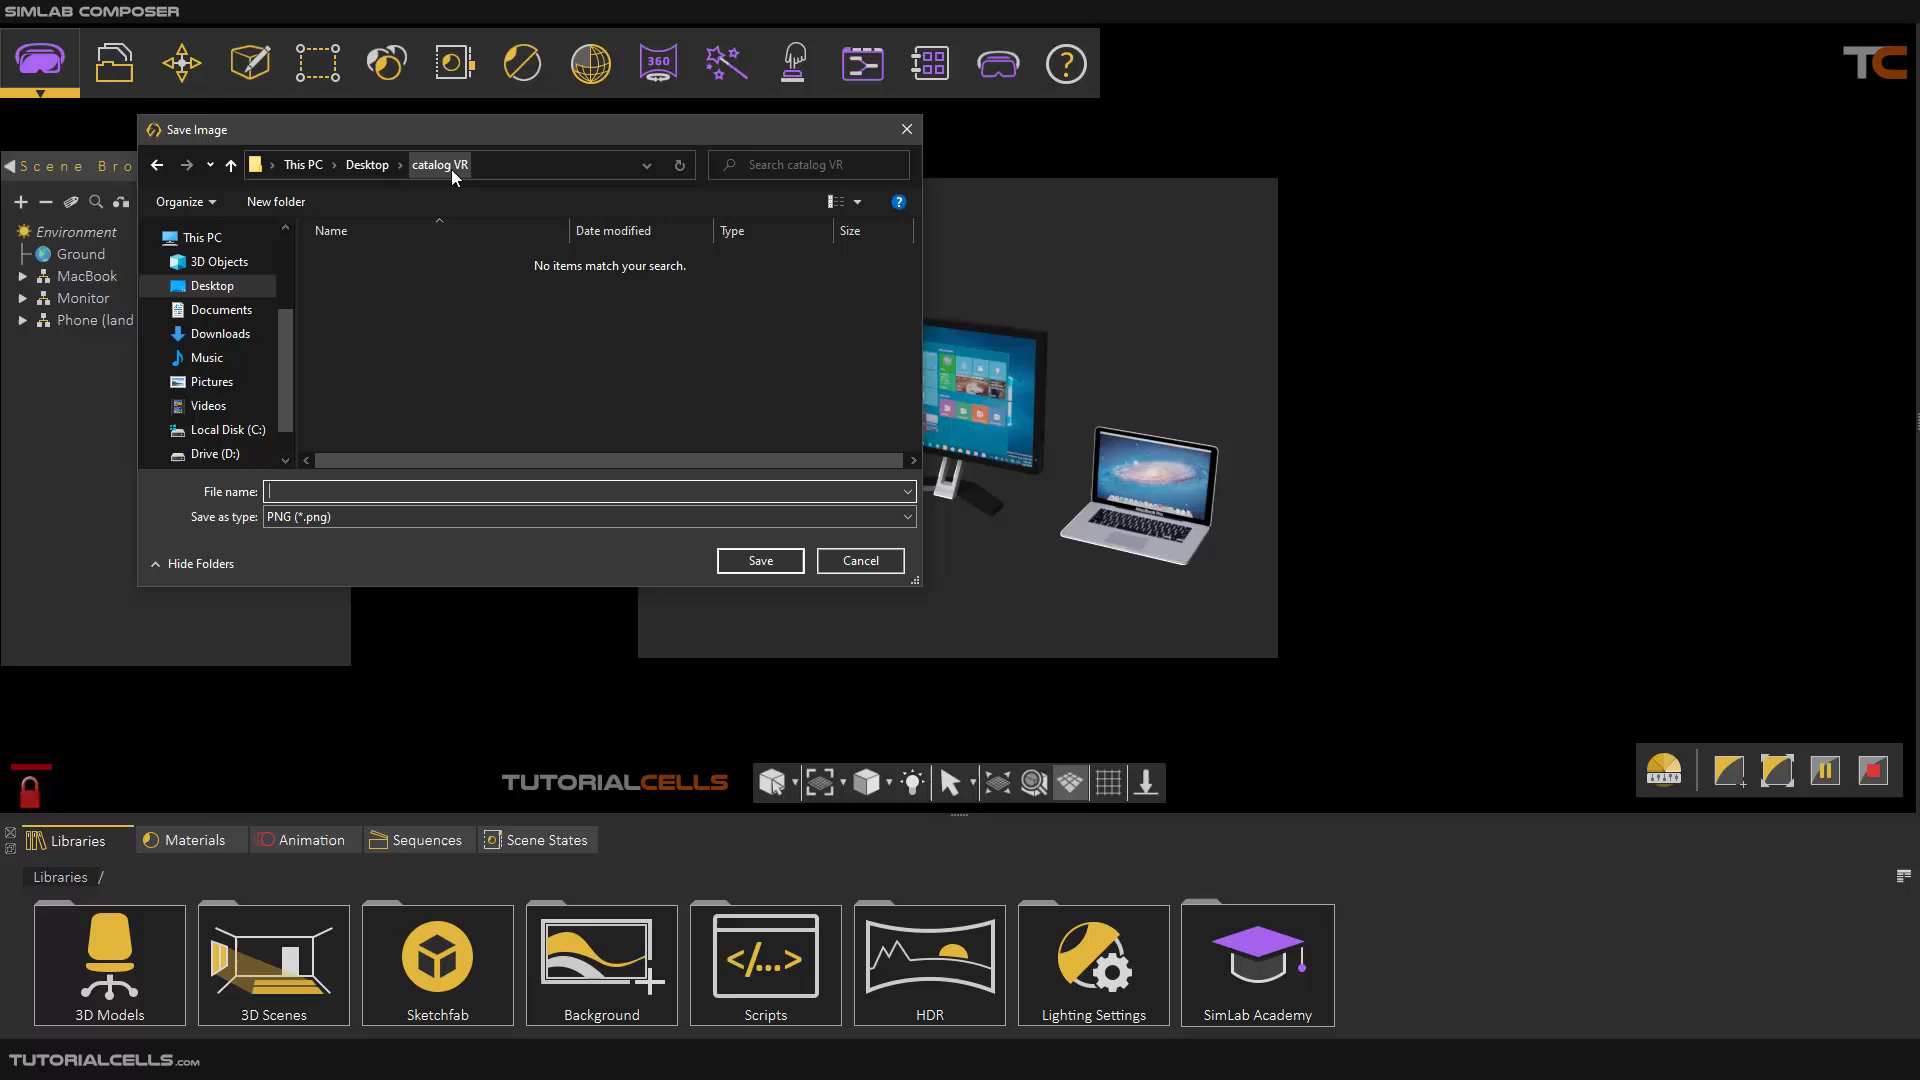 SIMLAB COMPOSER
360
?
TC
Save Image
This PC
Desktop
catalog VR
Search catalog VR
Scene Bro
Organize
New folder
?
Environment
Ground
MacBook
Monitor
Phone (land
This PC
3D Objects
Desktop
Documents
Downloads
Music
Pictures
Videos
Local Disk (C:)
Drive (D:)
Name
Date modified
Type
Size
No items match your search.
File name:
Save as type:
PNG (*.png)
Hide Folders
Save
Cancel
TUTORIALCELLS
Libraries
Materials
Animation
Sequences
Scene States
Libraries /
</...>
3D Models
3D Scenes
Sketchfab
Background
Scripts
HDR
Lighting Settings
SimLab Academy
TUTORIALCELLS.COM